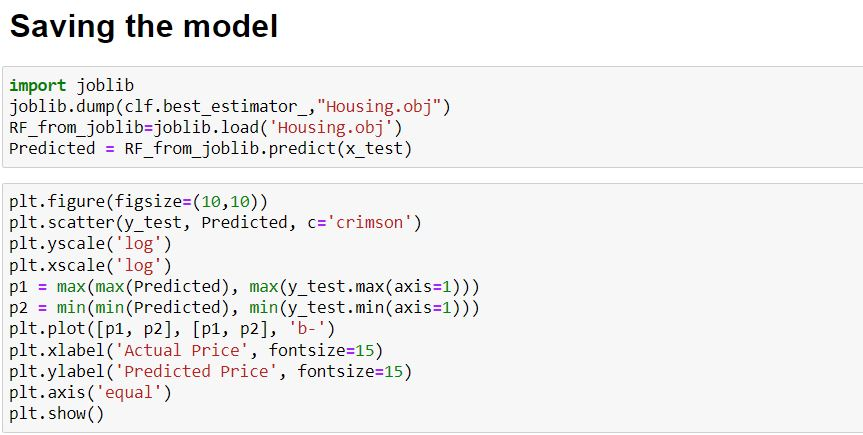 Saving the model
import joblib
joblib.dump(clf.best_estimator_,"Housing.obj")
RF_from_joblib=joblib.load('Housing.obj')
Predicted = RF_from_joblib.predict(x_test)
plt.figure(figsize=(10,10))
plt.scatter(y_test, Predicted, c='crimson')
plt.yscale('log')
plt.xscale('log')
p1 = max(max(Predicted), max(y_test.max(axis=1)))
p2 = min(min(Predicted), min(y_test.min(axis=1)))
plt.plot([p1, p2], [p1, p2], 'b-')
plt.xlabel('Actual Price', fontsize=15)
plt.ylabel('Predicted Price', fontsize=15)
plt.axis('equal')
plt.show()